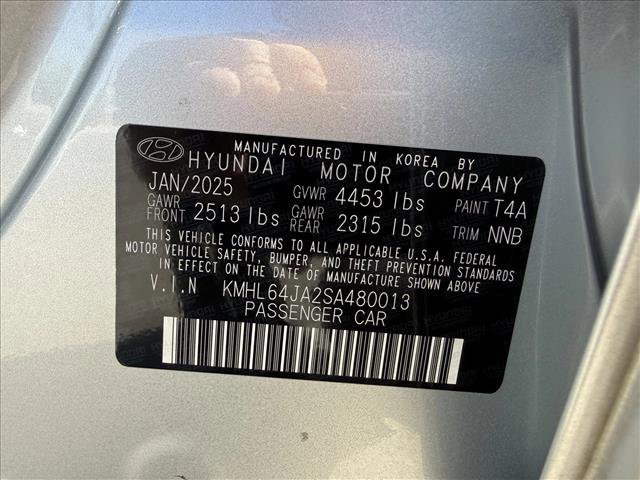 MANUFACTURED IN KOREA BY
HYUNDAI MOTOR COMPANY
JAN/2025 GVWR 4453 lbs PAINT T4A
GAWR FRONT 2513 lbs GAWR REAR 2315 lbs TRIM NNB
THIS VEHICLE CONFORMS TO ALL APPLICABLE U.S.A. FEDERAL
MOTOR VEHICLE SAFETY, BUMPER, AND THEFT PREVENTION STANDARDS
IN EFFECT ON THE DATE OF MANUFACTURE SHOWN ABOVE.
V.I.N KMHL64JA2SA480013
PASSENGER CAR